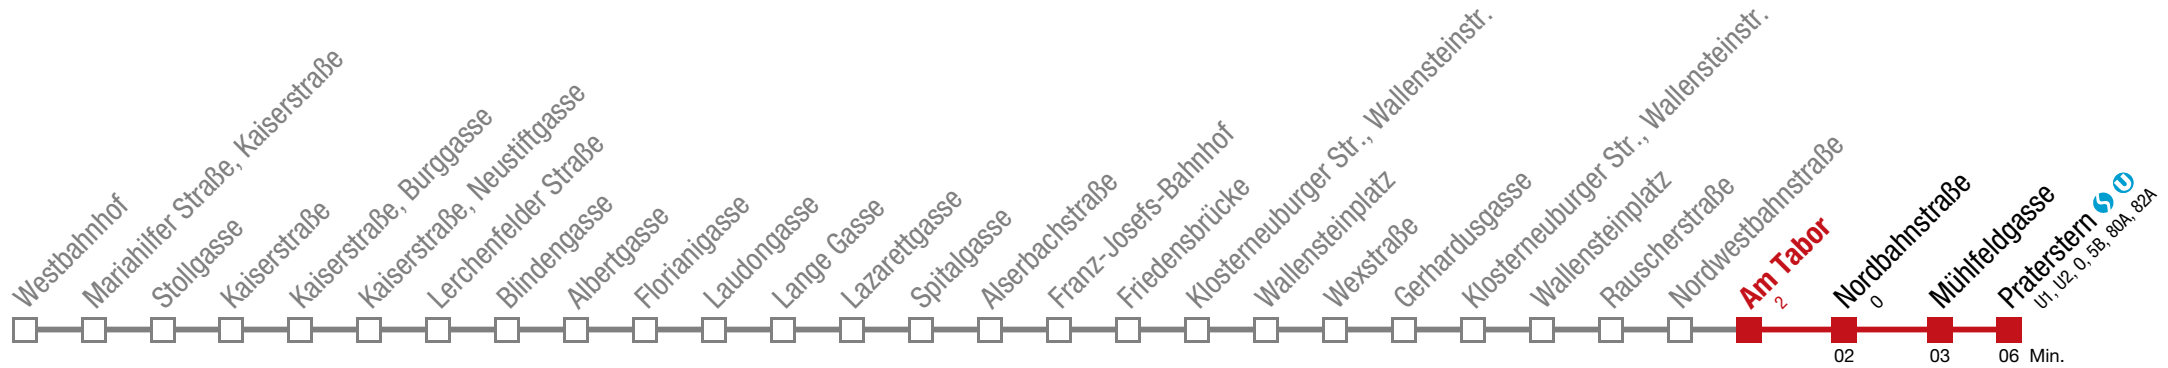 Westbahnhof
Mariahilfer Straße, Kaiserstraße
Stollgasse
Kaiserstraße
Kaiserstraße, Burggasse
Kaiserstraße, Neustiftgasse
Lerchenfelder Straße
Blindengasse
Albertgasse
Florianigasse
Laudongasse
Lange Gasse
Lazarettgasse
Spitalgasse
Alserbachstraße
Franz-Josefs-Bahnhof
Friedensbrücke
Klosterneuburger Str., Wallensteinstr.
Wallensteinplatz
Wexstraße
Gerhardusgasse
Klosterneuburger Str., Wallensteinstr.
Wallensteinplatz
Rauscherstraße
Nordwestbahnstraße
Am Tabor
2
Nordbahnstraße
O
Mühlfeldgasse
Praterstern S U
U1, U2, O, 5B, 80A, 82A
02 03 06 Min.